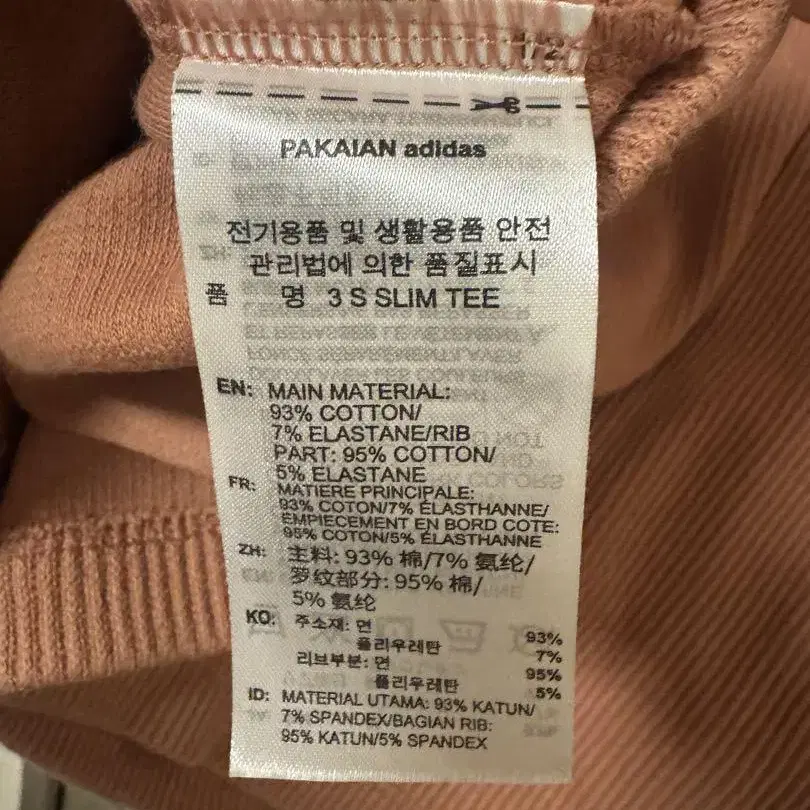 PAKAIAN adidas
전기용품 및 생활용품 안전
관리법에 의한 품질표시
품 명 3 S SLIM TEE
EN: MAIN MATERIAL:
93% COTTON/
7% ELASTANE/RIB
PART: 95% COTTON/
5% ELASTANE
FR: MATIERE PRINCIPALE:
93% COTON/7% ÉLASTHANNE/
EMPIECEMENT EN BORD COTE:
95% COTON/5% ÉLASTHANNE
ZH: 主料: 93% 棉/7% 氨纶/
罗纹部分: 95% 棉/
5% 氨纶
KO: 주소재: 면 93%
폴리우레탄 7%
리브부분: 면 95%
폴리우레탄 5%
ID: MATERIAL UTAMA: 93% KATUN/
7% SPANDEX/BAGIAN RIB:
95% KATUN/5% SPANDEX